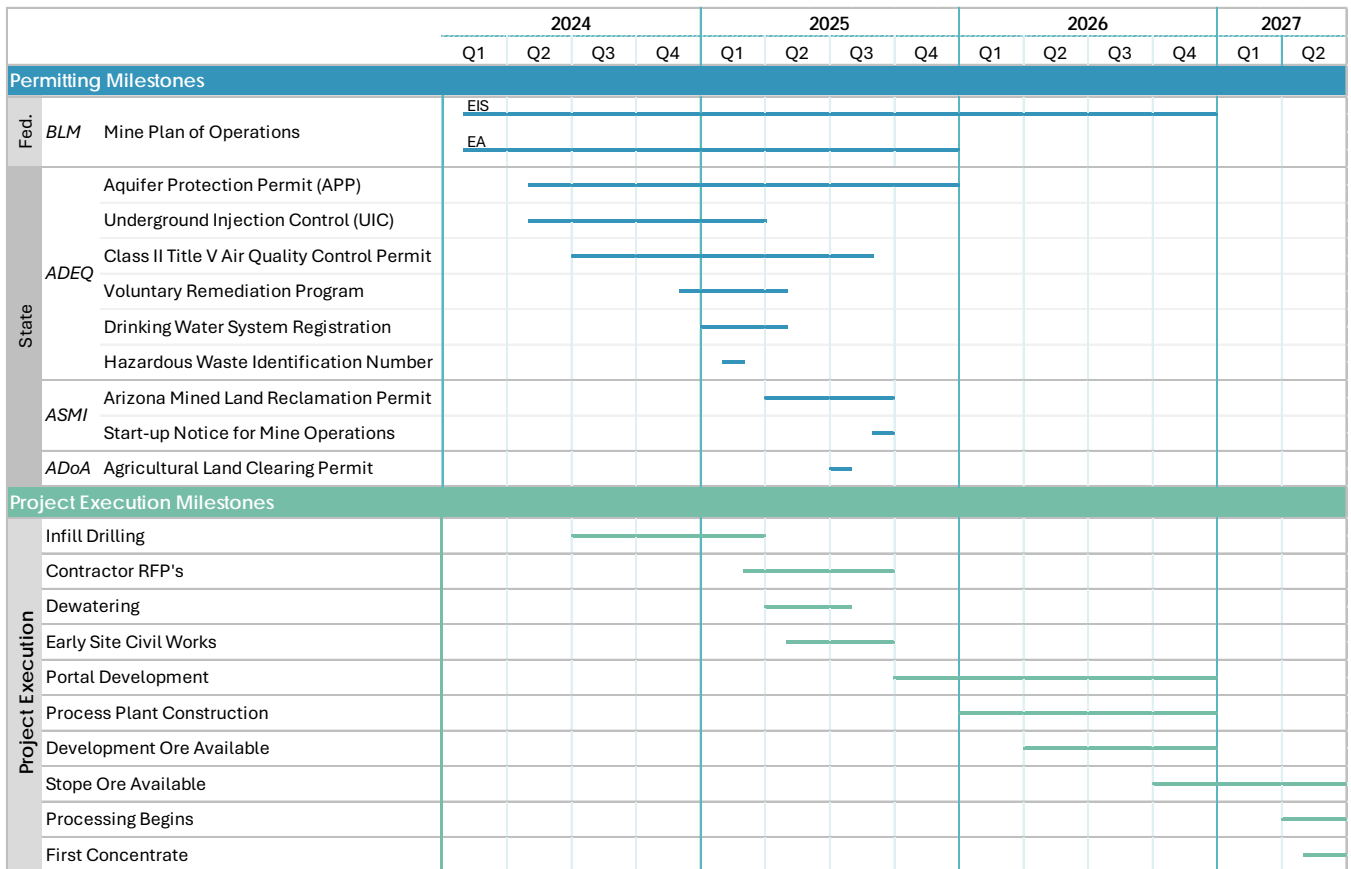 2024 2025 2026 2027
Q1 Q2 Q3 Q4 Q1 Q2 Q3 Q4 Q1 Q2 Q3 Q4 Q1 Q2
Permitting Milestones
Fed.
BLM Mine Plan of Operations
EIS
EA
State
ADEQ
Aquifer Protection Permit (APP)
Underground Injection Control (UIC)
Class II Title V Air Quality Control Permit
Voluntary Remediation Program
Drinking Water System Registration
Hazardous Waste Identification Number
ASMI
Arizona Mined Land Reclamation Permit
Start-up Notice for Mine Operations
ADoA Agricultural Land Clearing Permit
Project Execution Milestones
Project Execution
Infill Drilling
Contractor RFP's
Dewatering
Early Site Civil Works
Portal Development
Process Plant Construction
Development Ore Available
Stope Ore Available
Processing Begins
First Concentrate